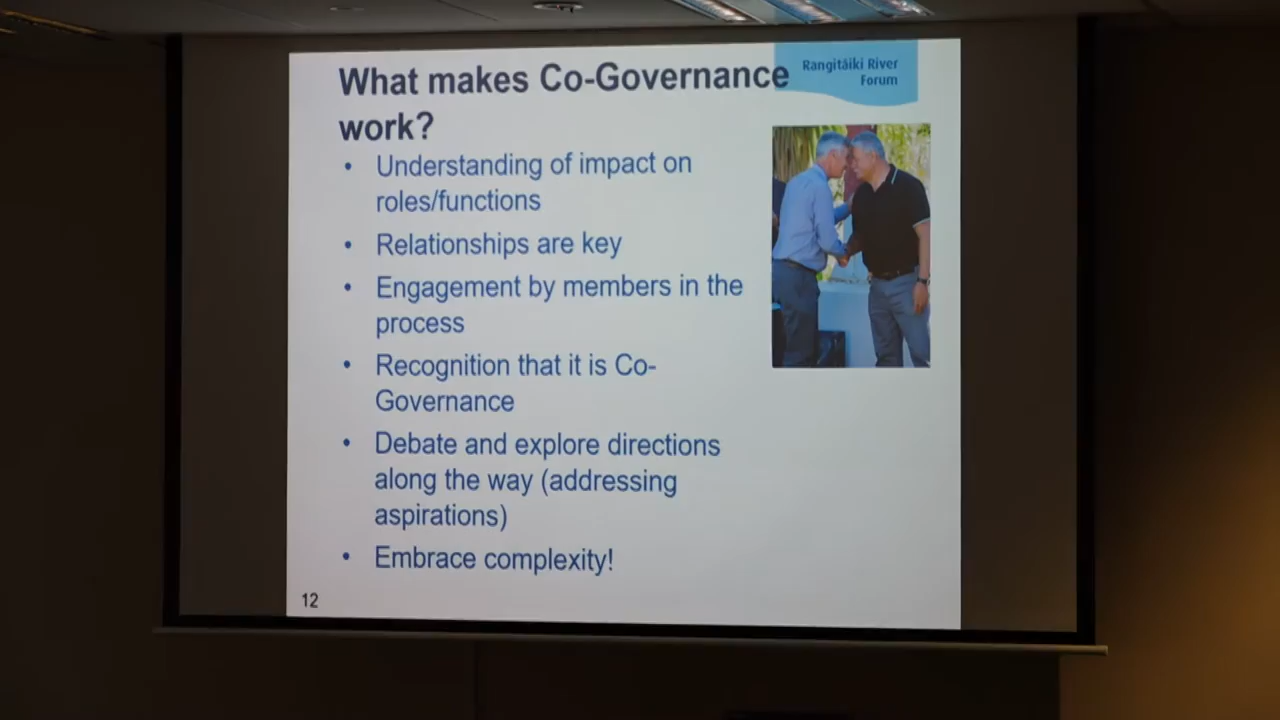 What makes Co-Governance
work?
Rangitāiki River
Forum
• Understanding of impact on
roles/functions
• Relationships are key
• Engagement by members in the
process
• Recognition that it is Co-
Governance
• Debate and explore directions
along the way (addressing
aspirations)
• Embrace complexity!
12